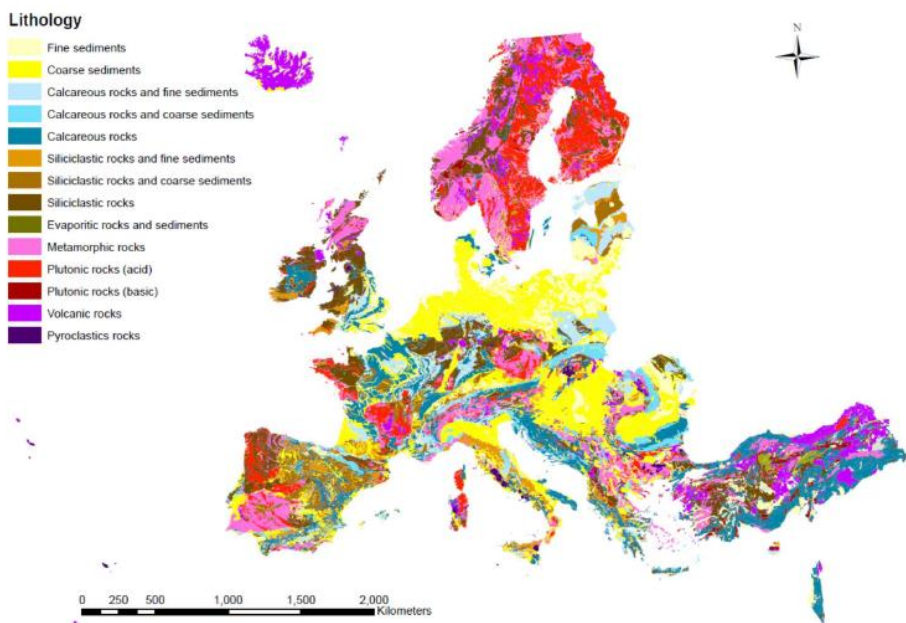 Lithology
Fine sediments
Coarse sediments
Calcareous rocks and fine sediments
Calcareous rocks and coarse sediments
Calcareous rocks
Siliciclastic rocks and fine sediments
Siliciclastic rocks and coarse sediments
Siliciclastic rocks
Evaporitic rocks and sediments
Metamorphic rocks
Plutonic rocks (acid)
Plutonic rocks (basic)
Volcanic rocks
Pyroclastics rocks
N
0 250 500 1,000 1,500 2,000
Kilometers